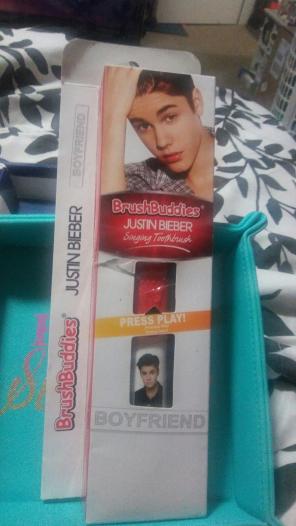 BrushBuddies
JUSTIN BIEBER
Singing Toothbrush
PRESS PLAY!
BOYFRIEND
BrushBuddies
JUSTIN BIEBER
BOYFRIEND